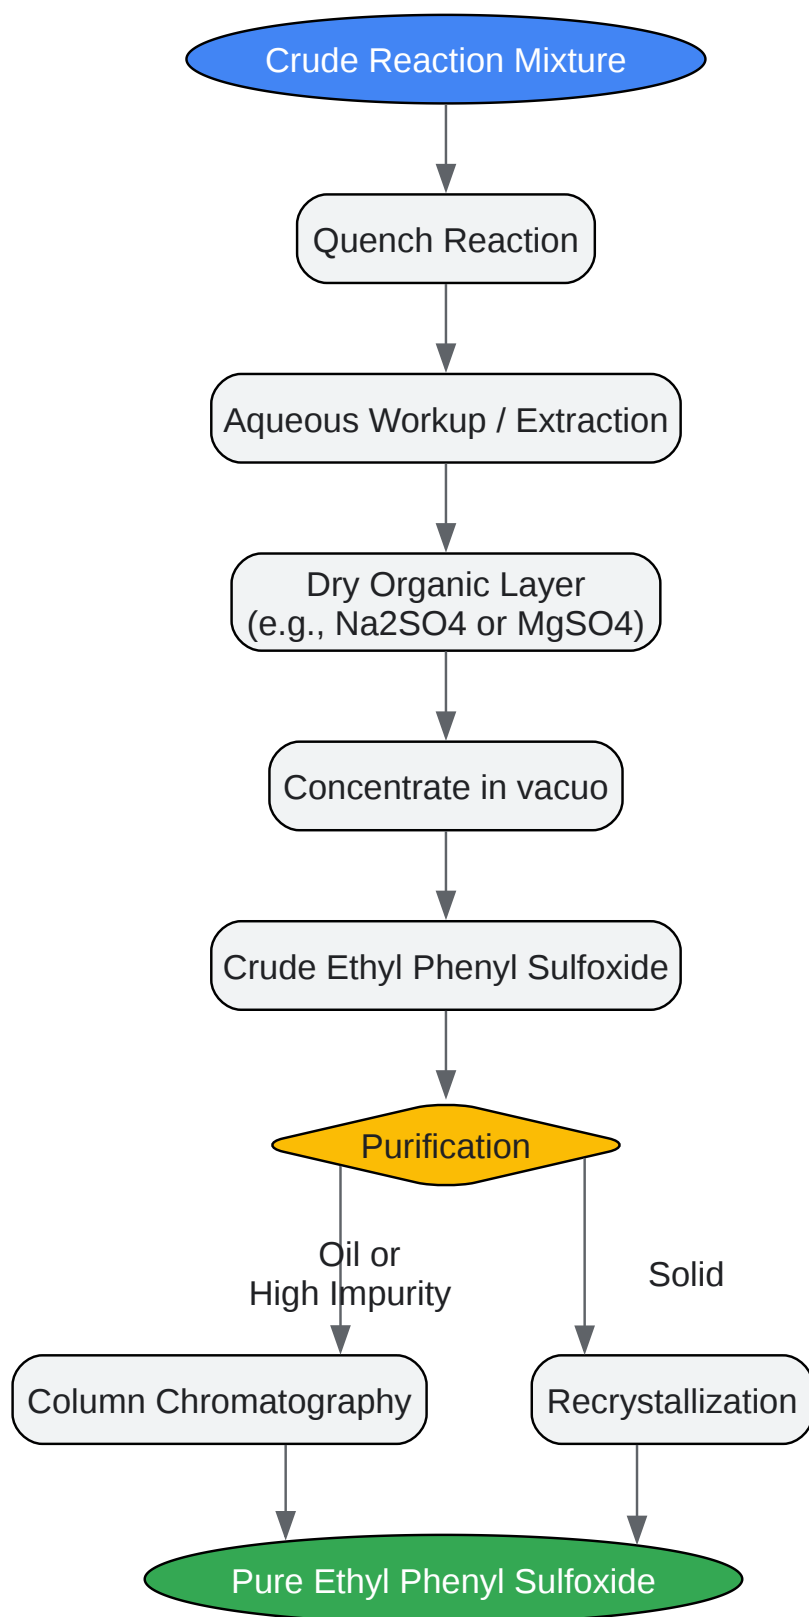 Crude Reaction Mixture
Quench Reaction
Aqueous Workup / Extraction
Dry Organic Layer
(e.g., Na2SO4 or MgSO4)
Concentrate in vacuo
Crude Ethyl Phenyl Sulfoxide
Purification
Oil or
High Impurity
Solid
Column Chromatography
Recrystallization
Pure Ethyl Phenyl Sulfoxide